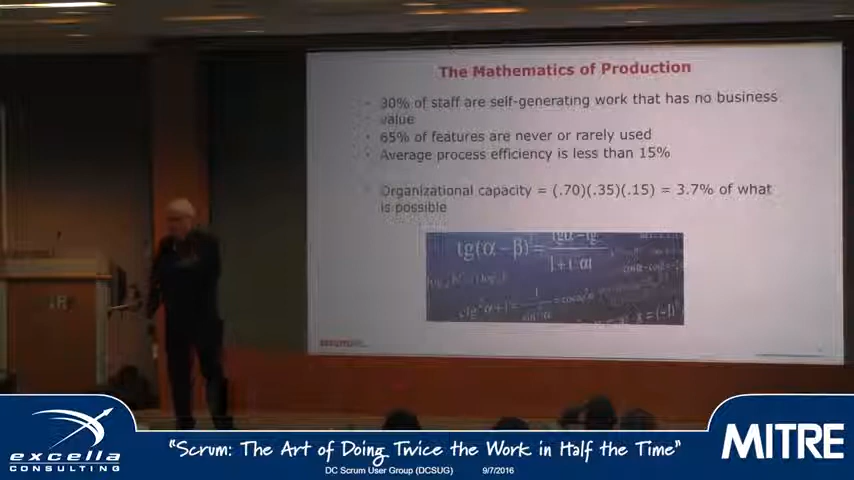 The Mathematics of Production
30% of staff are self-generating work that has no business
value
65% of features are never or rarely used
Average process efficiency is less than 15%
Organizational capacity = (.70)(.35)(.15) = 3.7% of what
is possible
tg(α-β)=
excella
CONSULTING
"Scrum: The Art of Doing Twice the Work in Half the Time"
DC Scrum User Group (DCSUG) 9/7/2016
MITRE